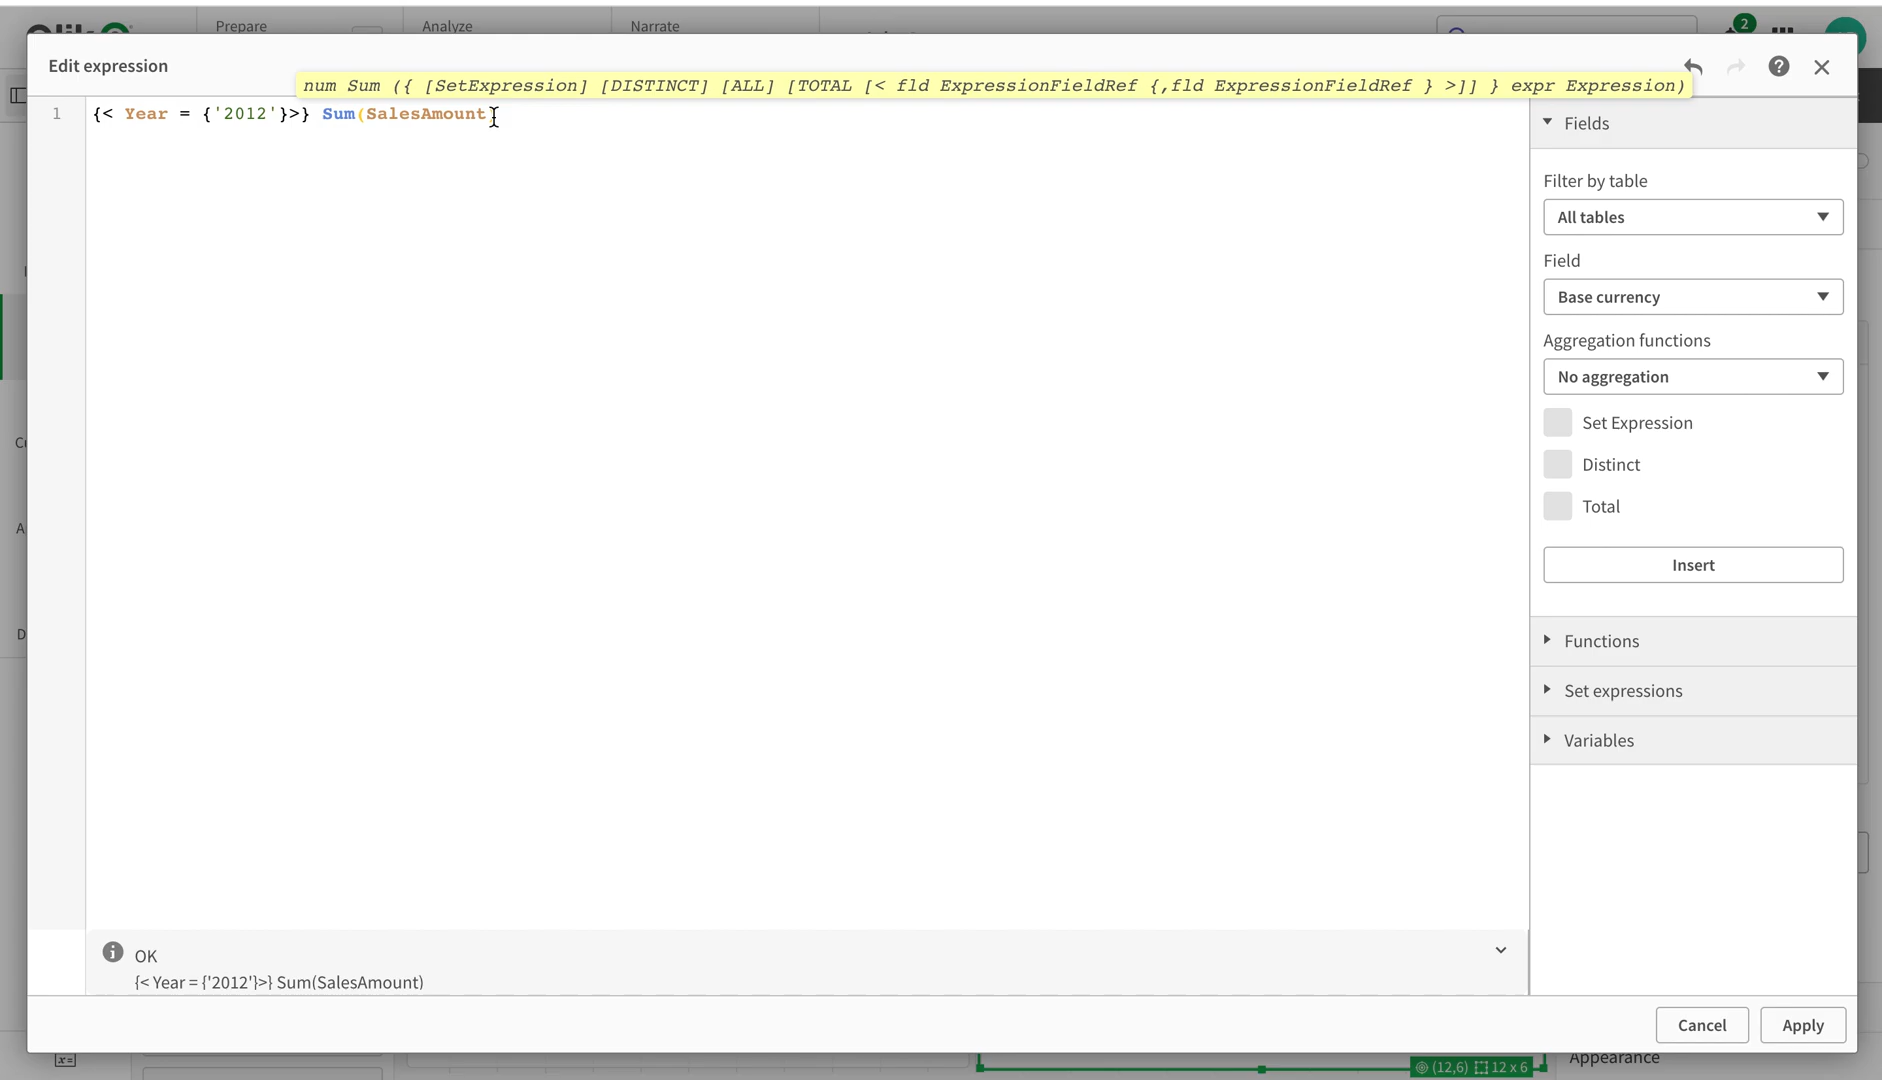 Prepare
Analyze
Narrate
2
Edit expression
num Sum ({ [SetExpression] [DISTINCT] [ALL] [TOTAL [< fld ExpressionFieldRef {,fld ExpressionFieldRef } >]] } expr Expression)
1 {< Year = {'2012'}>} Sum(SalesAmount)
Fields
Filter by table
All tables
Field
Base currency
Aggregation functions
No aggregation
Set Expression
Distinct
Total
Insert
Functions
Set expressions
Variables
OK
{< Year = {'2012'}>} Sum(SalesAmount)
Cancel
Apply
x=
(12,6) 12 x 6
Appearance